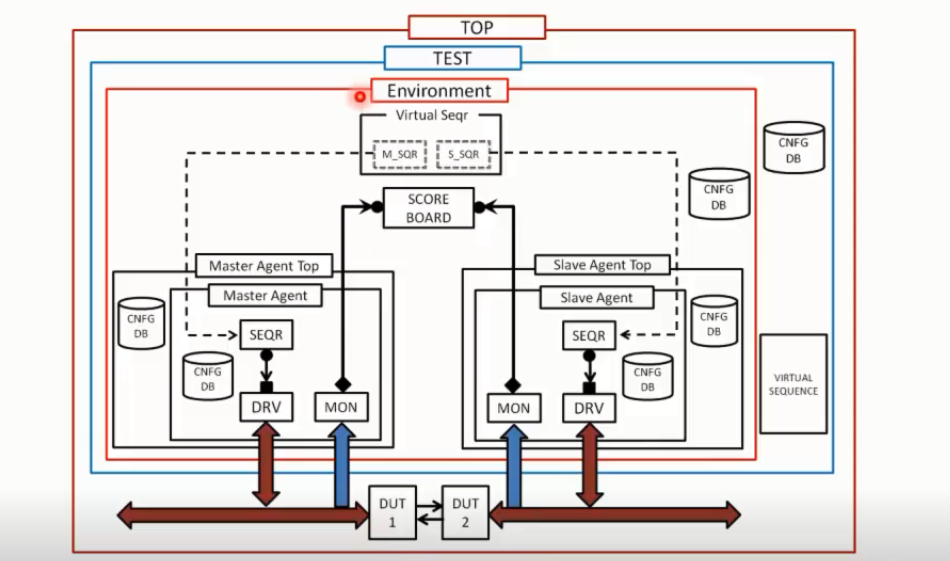 TOP
TEST
Environment
Virtual Seqr
M_SQR
S_SQR
CNFG
DB
CNFG
DB
SCORE
BOARD
Master Agent Top
Slave Agent Top
Master Agent
Slave Agent
CNFG
DB
SEQR
SEQR
CNFG
DB
CNFG
DB
CNFG
DB
VIRTUAL
SEQUENCE
DRV
MON
MON
DRV
DUT
1
DUT
2